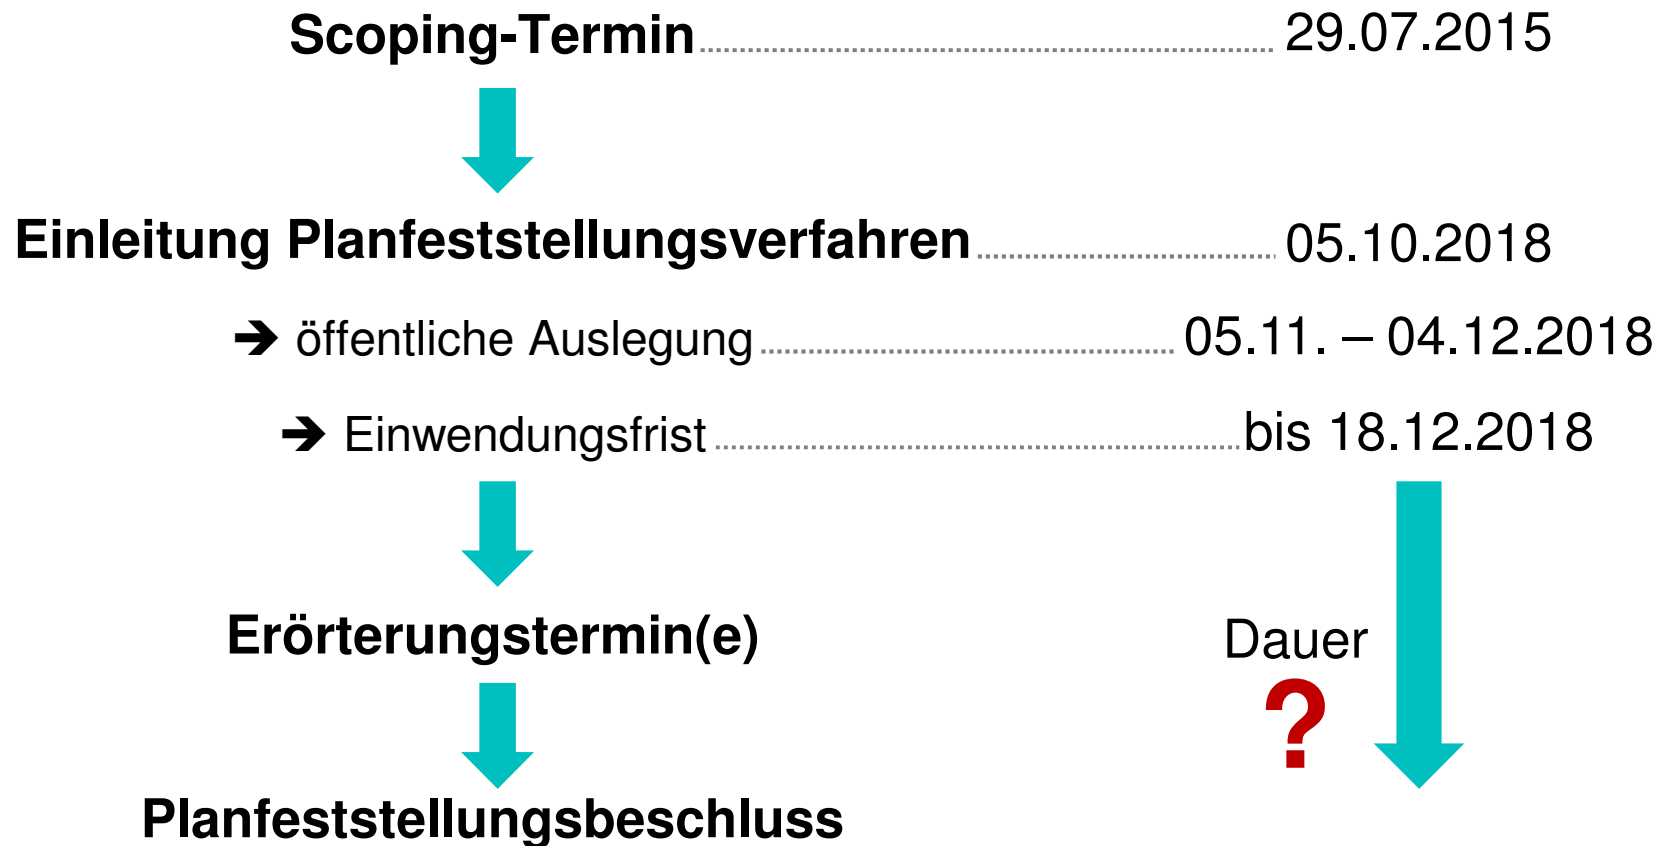 Scoping-Termin 29.07.2015
Einleitung Planfeststellungsverfahren 05.10.2018
➔ öffentliche Auslegung 05.11. – 04.12.2018
➔ Einwendungsfrist bis 18.12.2018
Erörterungstermin(e)
Dauer
?
Planfeststellungsbeschluss